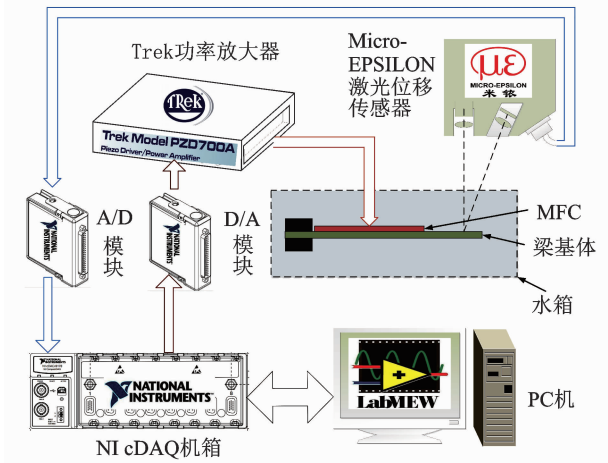 Trek功率放大器
Micro-
EPSILON
激光位移
传感器
με
MICRO-EPSILON
米铱
TREK
Trek Model PZD700A
Piezo Driver/Power Amplifier
A/D
模块
NATIONAL
INSTRUMENTS
D/A
模块
NATIONAL
INSTRUMENTS
MFC
梁基体
水箱
NATIONAL
INSTRUMENTS
LabMEW
PC机
NI cDAQ机箱